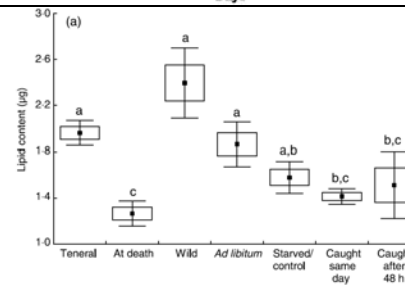 (a)
3·0
2·6
2·2
1·8
1·4
1·0
Lipid content (µg)
a
c
a
a
a,b
b,c
b,c
Teneral
At death
Wild
Ad libitum
Starved/
control
Caught
same
day
after
48 h